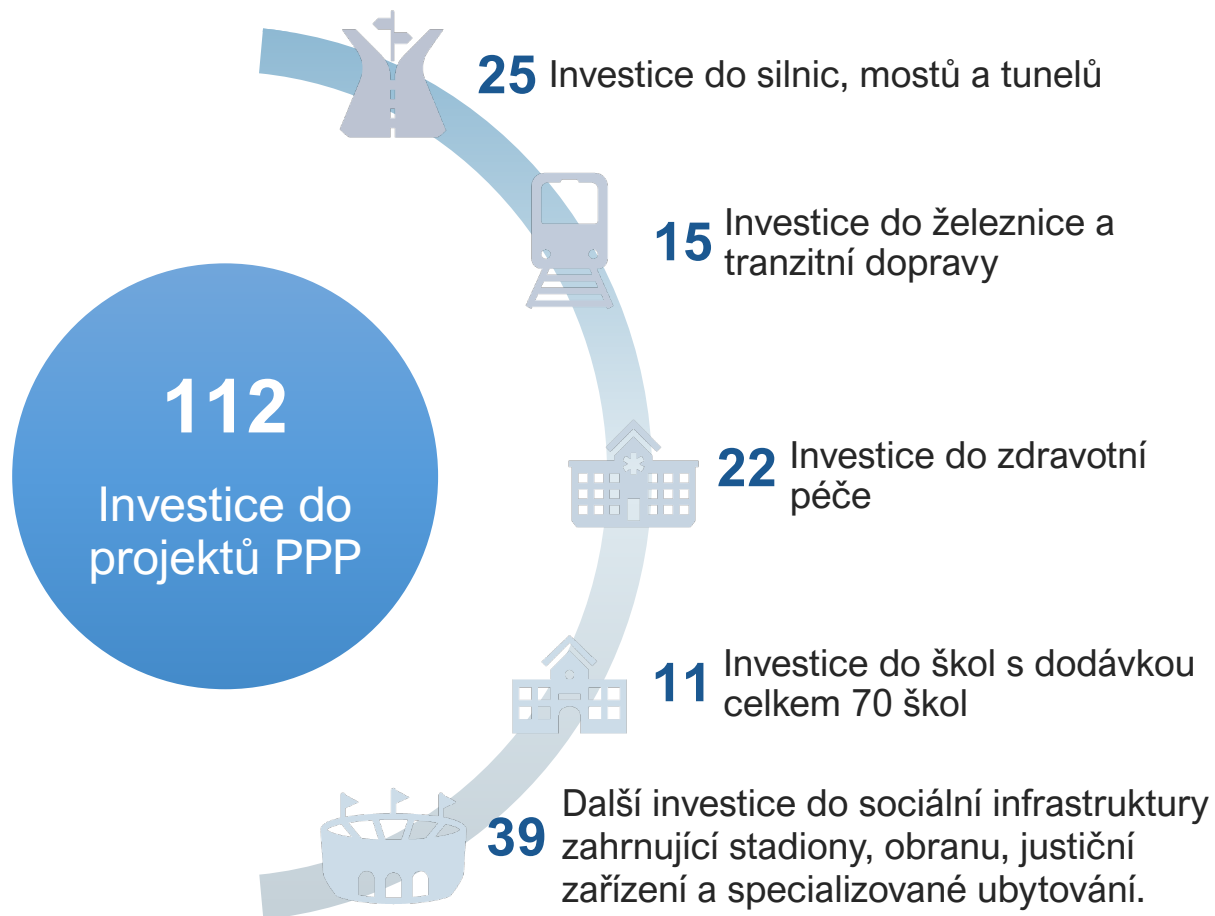 25 Investice do silnic, mostů a tunelů
15 Investice do železnice a
tranzitní dopravy
112
Investice do
projektů PPP
22 Investice do zdravotní
péče
11 Investice do škol s dodávkou
celkem 70 škol
39 Další investice do sociální infrastruktury
zahrnující stadiony, obranu, justiční
zařízení a specializované ubytování.